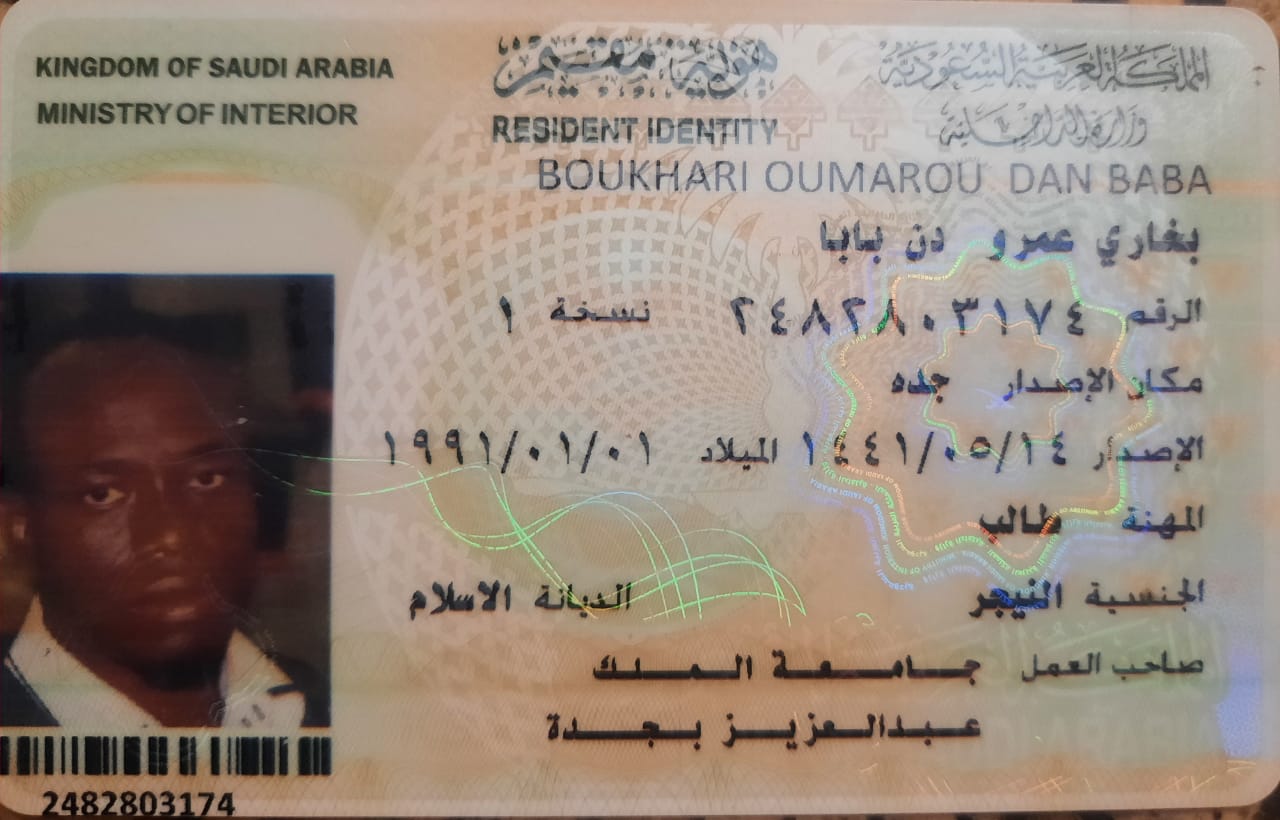 KINGDOM OF SAUDI ARABIA
MINISTRY OF INTERIOR
هوية مقيم
RESIDENT IDENTITY
المملكة العربية السعودية
وزارة الداخلية
BOUKHARI OUMAROU DAN BABA
بغاري عمرو دن بابا
الرقم ٢٤٨٢٨٠٣١٧٤ نسخة ١
مكان الإصدار جده
الإصدار ١٤٤١/٠٥/١٤ الميلاد ١٩٩١/٠١/٠١
المهنة طالب
الجنسية النيجر الديانة الاسلام
صاحب العمل جامعة الملك
عبدالعزيز بجدة
2482803174